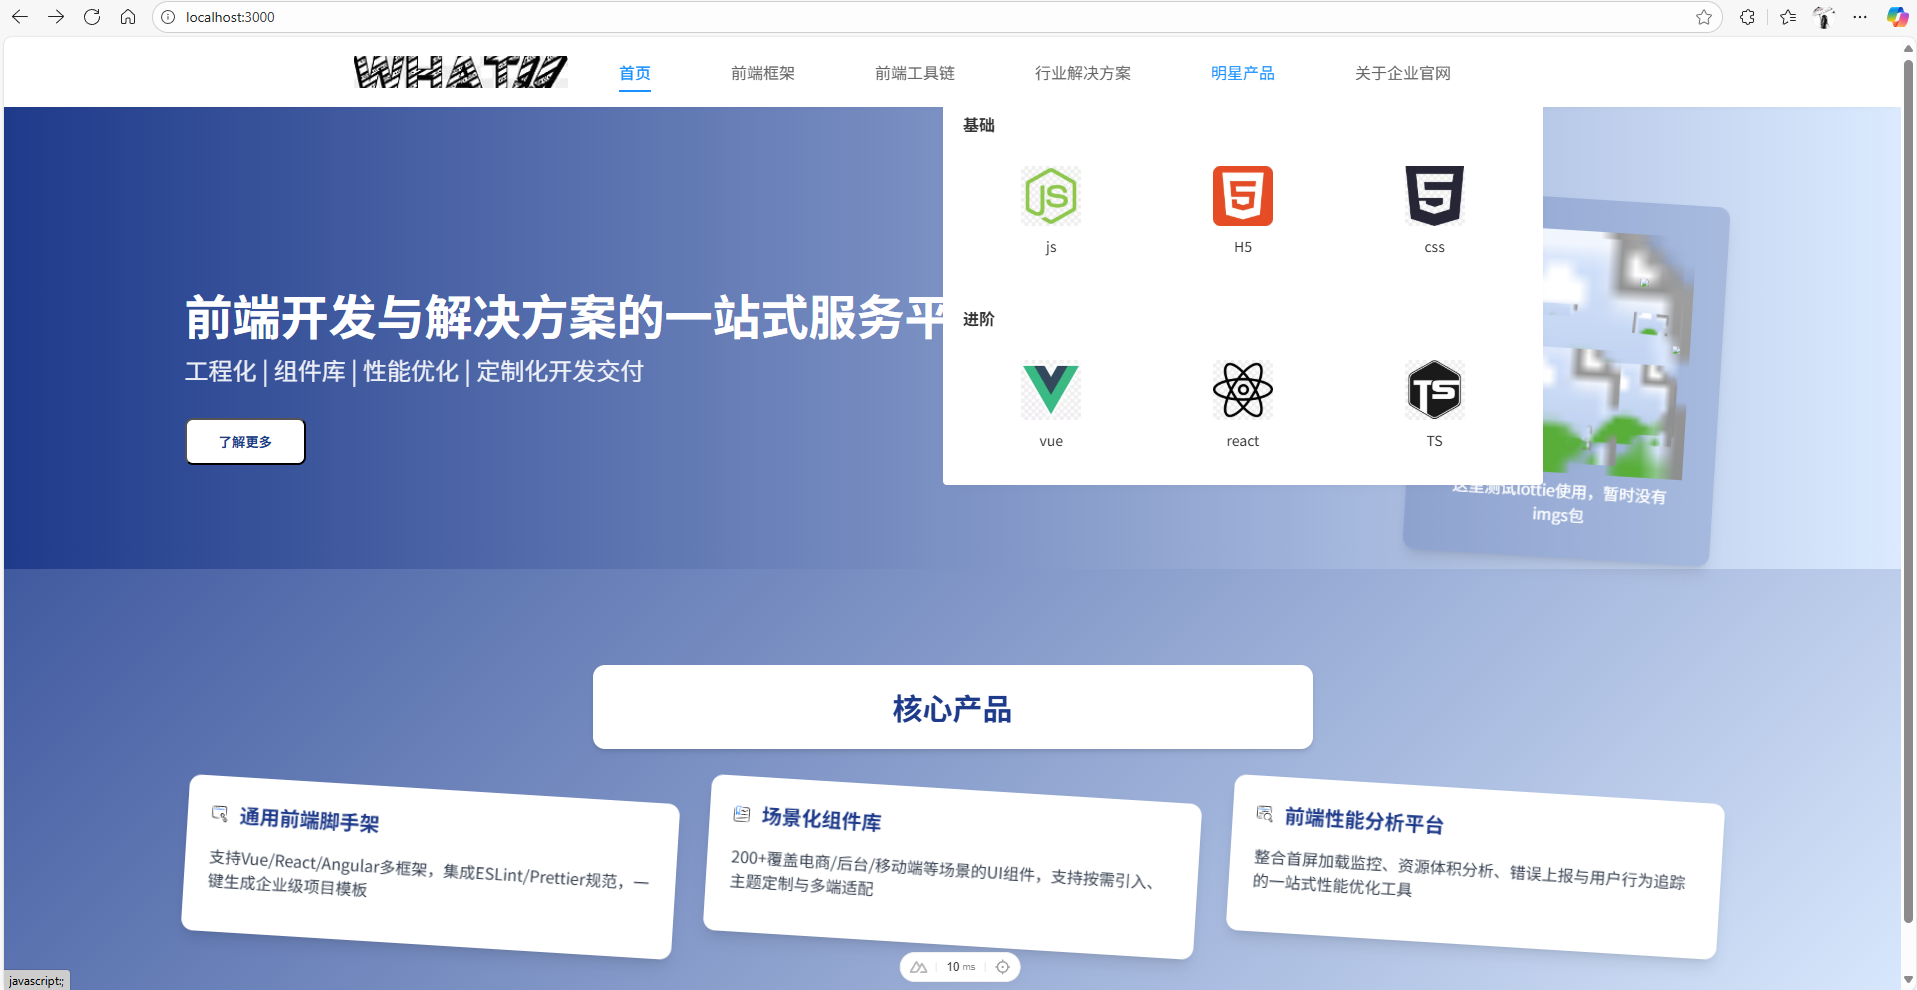 localhost:3000
WHAT//
首页
前端框架
前端工具链
行业解决方案
明星产品
关于企业官网
基础
js
H5
css
进阶
vue
react
TS
前端开发与解决方案的一站式服务平
工程化 | 组件库 | 性能优化 | 定制化开发交付
了解更多
这里测试lottie使用，暂时没有
imgs包
核心产品
通用前端脚手架
支持Vue/React/Angular多框架，集成ESLint/Prettier规范，一
键生成企业级项目模板
场景化组件库
200+覆盖电商/后台/移动端等场景的UI组件，支持按需引入、
主题定制与多端适配
前端性能分析平台
整合首屏加载监控、资源体积分析、错误上报与用户行为追踪
的一站式性能优化工具
10 ms
javascript:;